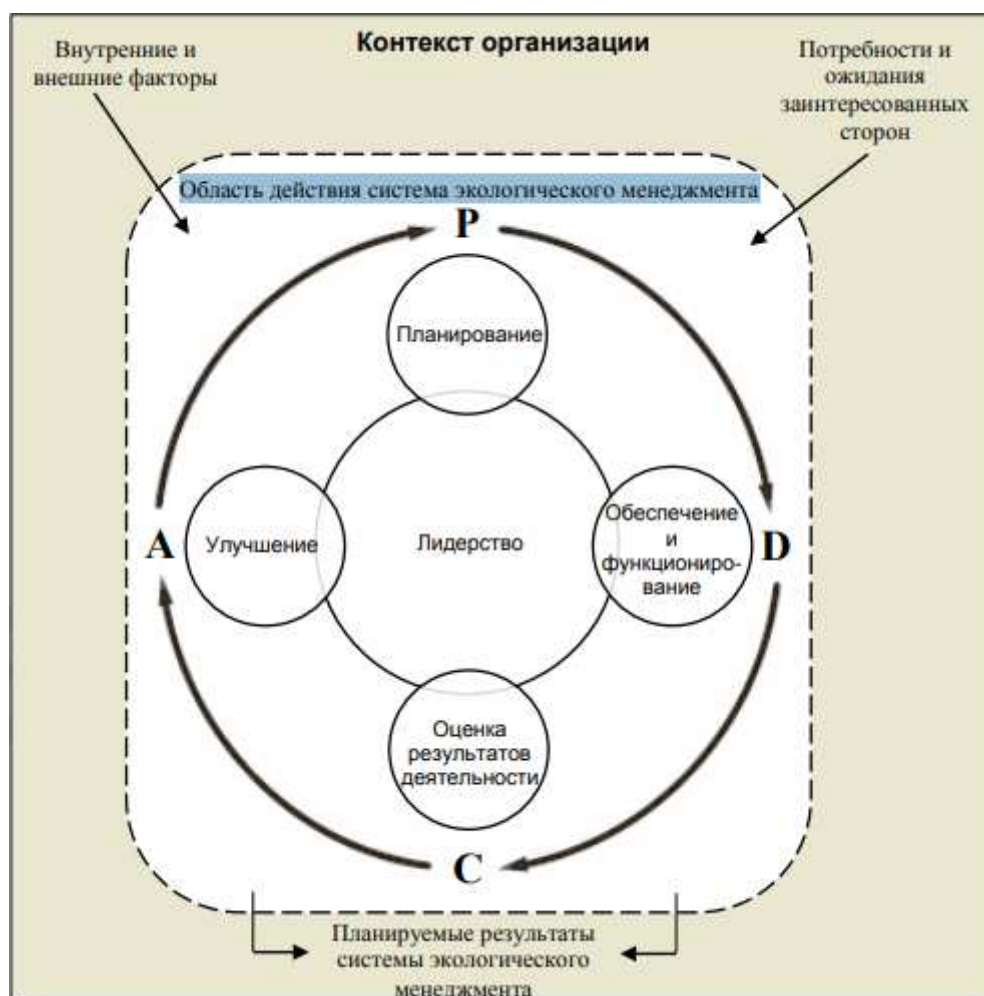 Контекст организации
Внутренние и
внешние факторы
Потребности и
ожидания
заинтересованных
сторон
Область действия система экологического менеджмента
P
Планирование
A
Улучшение
Лидерство
Обеспечение
и
функциониро-
вание
D
Оценка
результатов
деятельности
C
Планируемые результаты
системы экологического
менеджмента